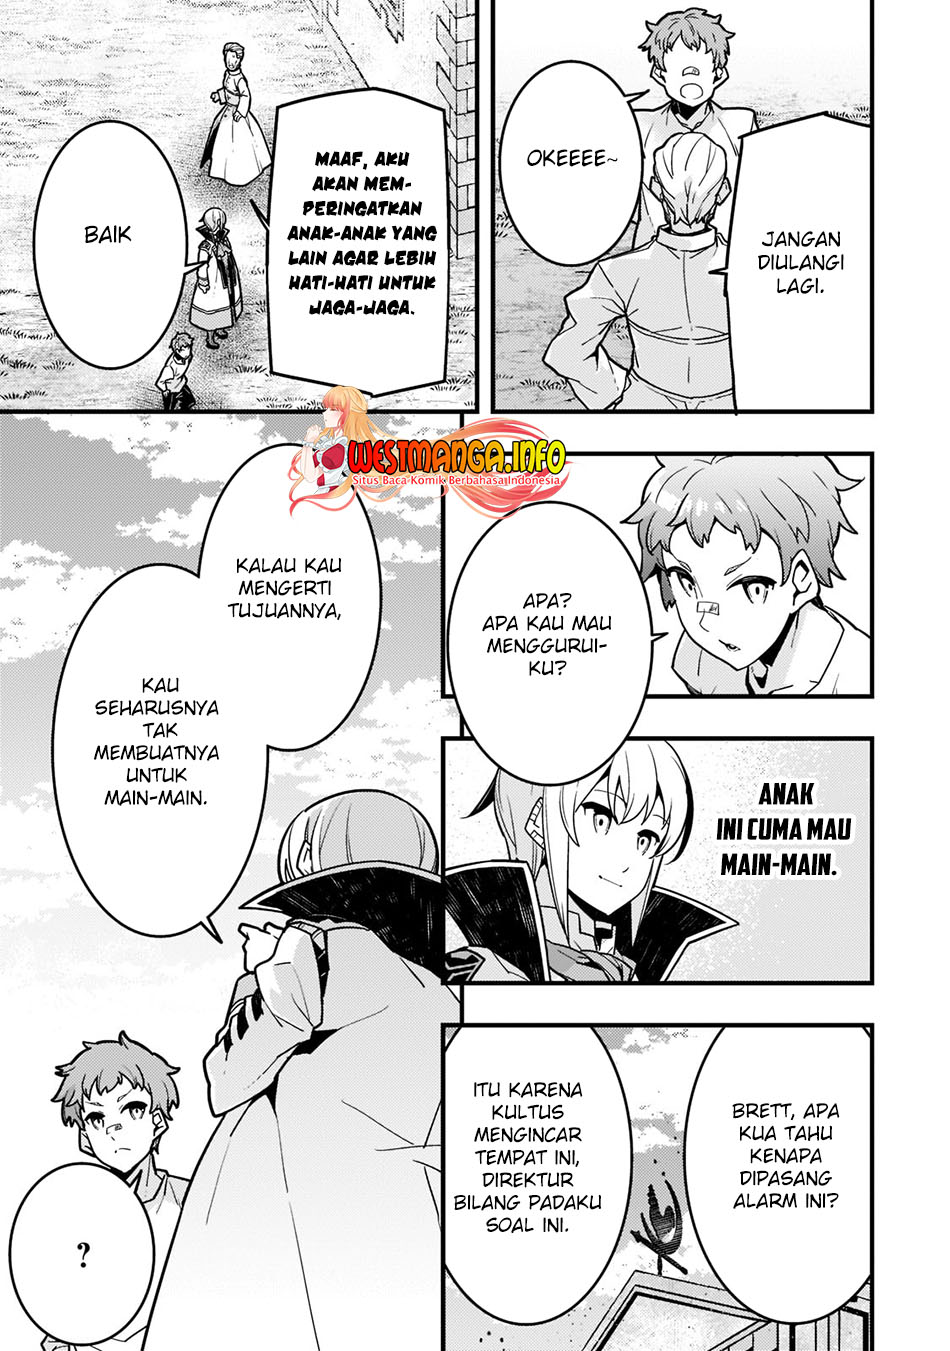 JANGAN
DIULANGI
LAGI.
OKEEEE~
MAAF, AKU
AKAN MEM-
PERINGATKAN
ANAK-ANAK YANG
LAIN AGAR LEBIH
HATI-HATI UNTUK
JAGA-JAGA.
BAIK
WESTMANGA.INFO
Situs Baca Komik Berbahasa Indonesia
APA?
APA KAU MAU
MENGGURUI-
KU?
ANAK
INI CUMA MAU
MAIN-MAIN.
BRETT, APA
KUA TAHU
KENAPA
DIPASANG
ALARM INI?
ITU KARENA
KULTUS
MENGINCAR
TEMPAT INI,
DIREKTUR
BILANG PADAKU
SOAL INI.
KALAU KAU
MENGERTI
TUJUANNYA,
KAU
SEHARUSNYA
TAK
MEMBUATNYA
UNTUK
MAIN-MAIN.
?